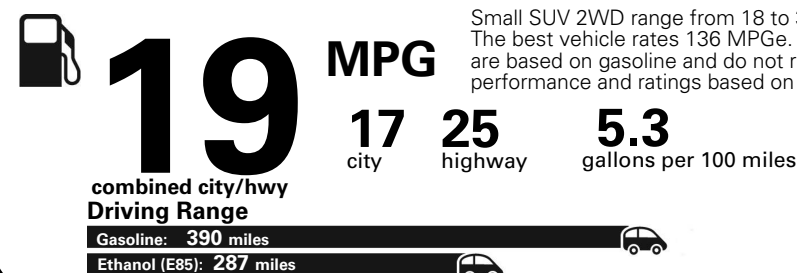 Small SUV 2WD range from 18 to
The best vehicle rates 136 MPGe.
are based on gasoline and do not
performance and ratings based on
19 MPG
17 city
25 highway
5.3 gallons per 100 miles
combined city/hwy
Driving Range
Gasoline: 390 miles
Ethanol (E85): 287 miles